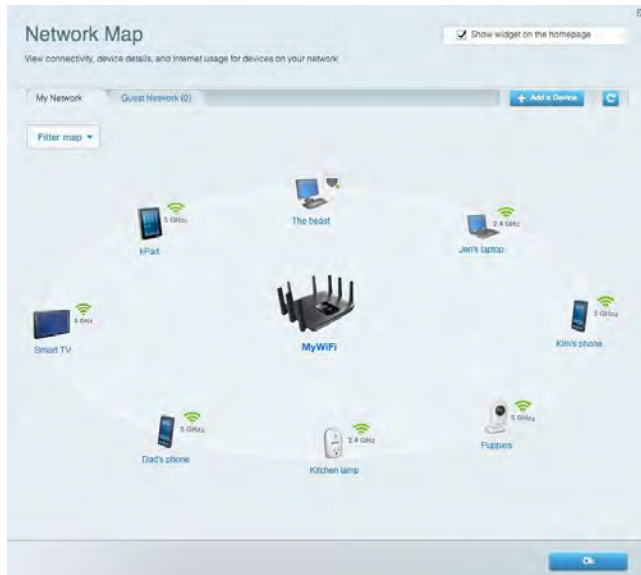 Network Map
Show widget on the homepage
View connectivity, device details, and Internet usage for devices on your network.
My Network
Guest Network (0)
+ Add a Device
Filter map
The beast
5 GHz
kPad
2.4 GHz
Jen's laptop
5 GHz
Smart TV
MyWiFi
5 GHz
Kim's phone
5 GHz
Dad's phone
2.4 GHz
Kitchen lamp
5 GHz
Puppies
Ok